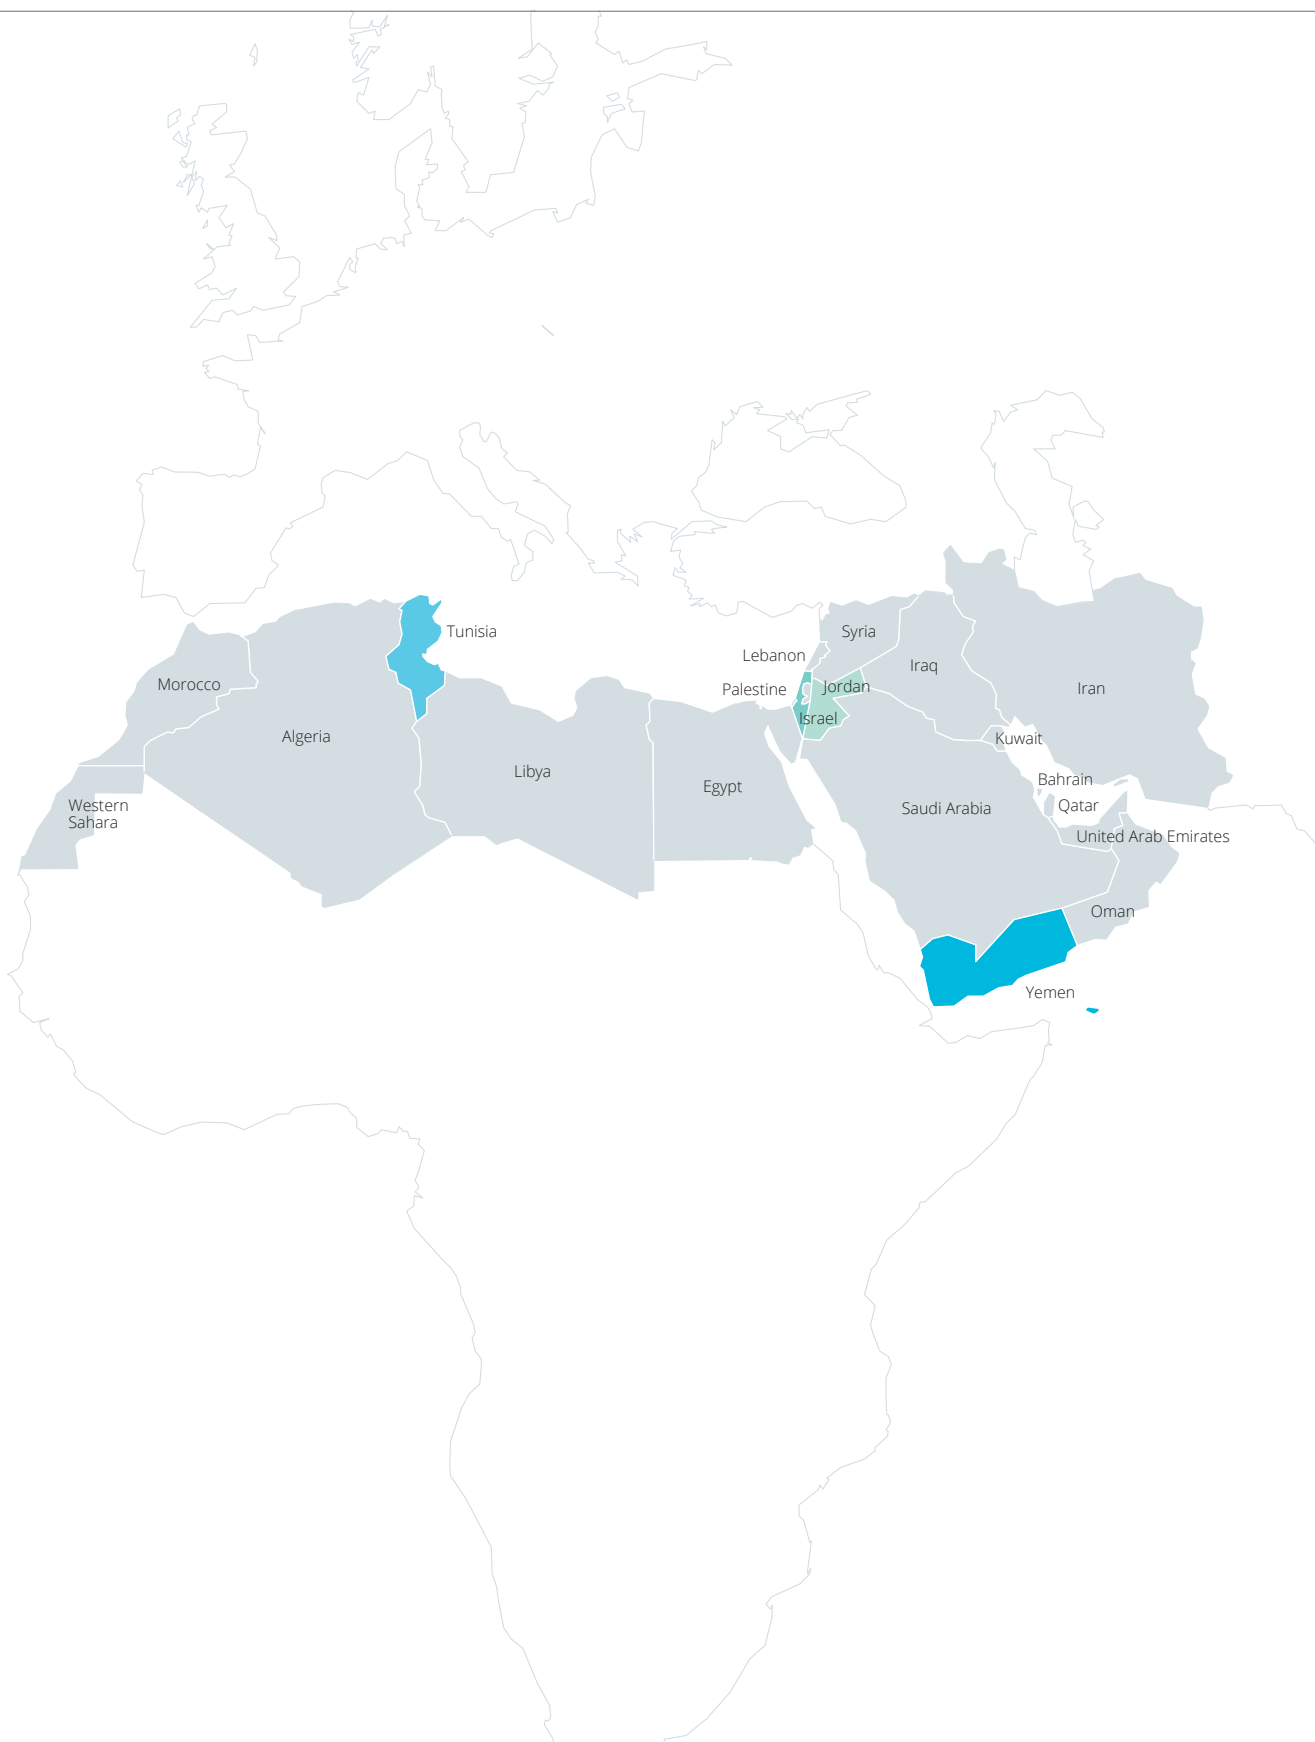 Tunisia
Syria
Lebanon
Iraq
Morocco
Palestine
Jordan
Iran
Israel
Algeria
Kuwait
Libya
Bahrain
Egypt
Western
Sahara
Saudi Arabia
Qatar
United Arab Emirates
Oman
Yemen